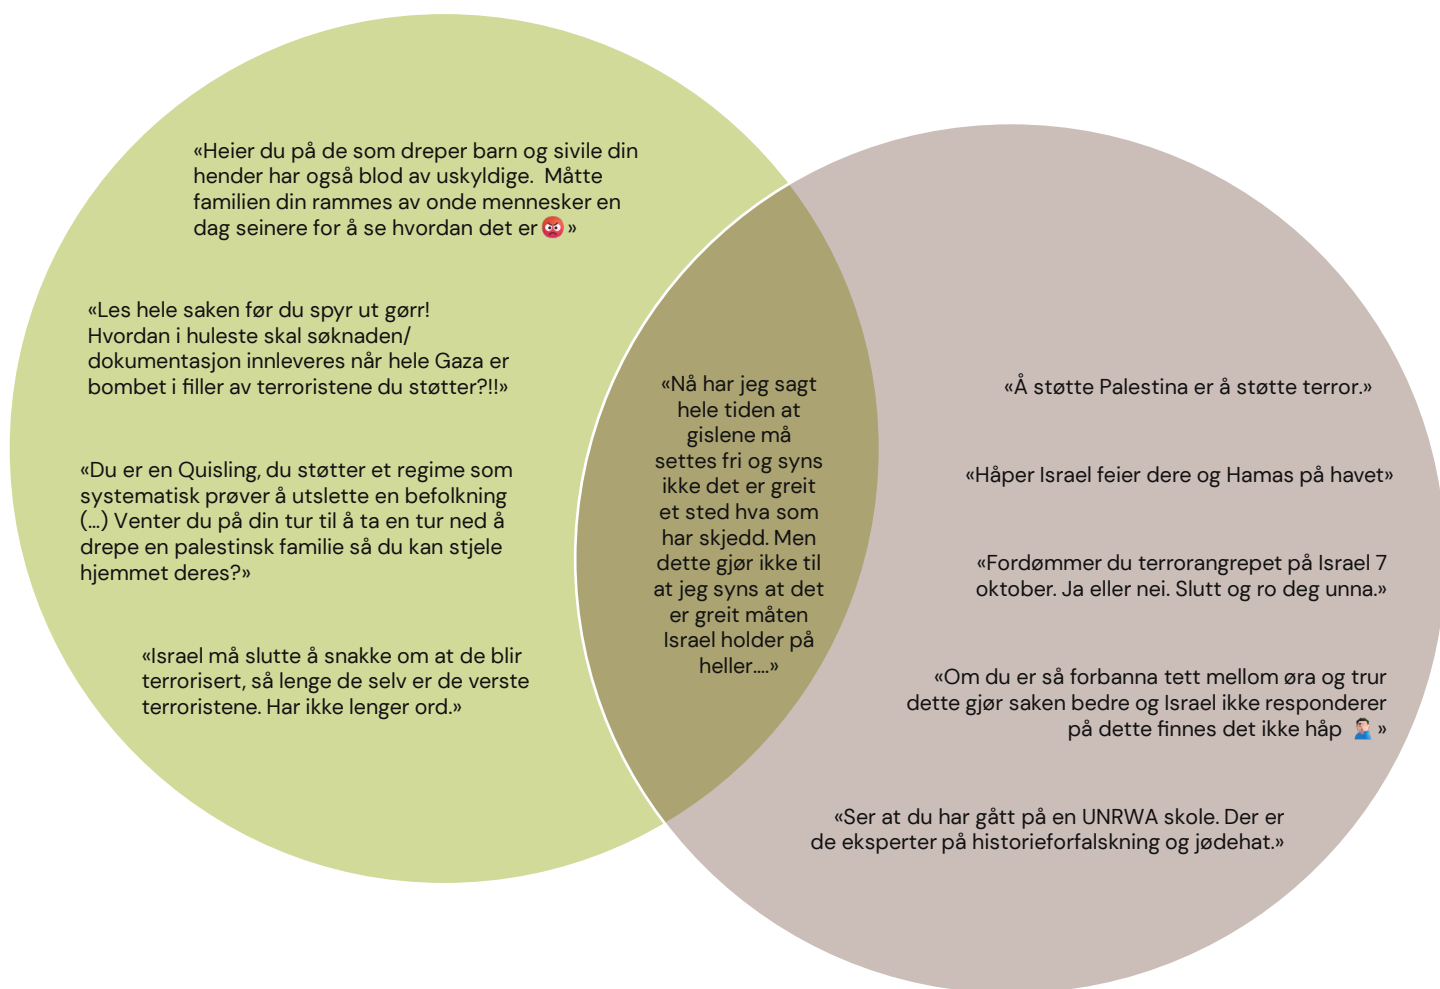 «Heier du på de som dreper barn og sivile din
hender har også blod av uskyldige.  Måtte
familien din rammes av onde mennesker en
dag seinere for å se hvordan det er 😡 »
«Les hele saken før du spyr ut gørr!
Hvordan i huleste skal søknaden/
dokumentasjon innleveres når hele Gaza er
bombet i filler av terroristene du støtter?!!»
«Du er en Quisling, du støtter et regime som
systematisk prøver å utslette en befolkning
(...) Venter du på din tur til å ta en tur ned å
drepe en palestinsk familie så du kan stjele
hjemmet deres?»
«Israel må slutte å snakke om at de blir
terrorisert, så lenge de selv er de verste
terroristene. Har ikke lenger ord.»
«Nå har jeg sagt
hele tiden at
gislene må
settes fri og syns
ikke det er greit
et sted hva som
har skjedd. Men
dette gjør ikke til
at jeg syns at det
er greit måten
Israel holder på
heller....»
«Å støtte Palestina er å støtte terror.»
«Håper Israel feier dere og Hamas på havet»
«Fordømmer du terrorangrepet på Israel 7
oktober. Ja eller nei. Slutt og ro deg unna.»
«Om du er så forbanna tett mellom øra og trur
dette gjør saken bedre og Israel ikke responderer
på dette finnes det ikke håp 🤦🏻‍♂️ »
«Ser at du har gått på en UNRWA skole. Der er
de eksperter på historieforfalskning og jødehat.»